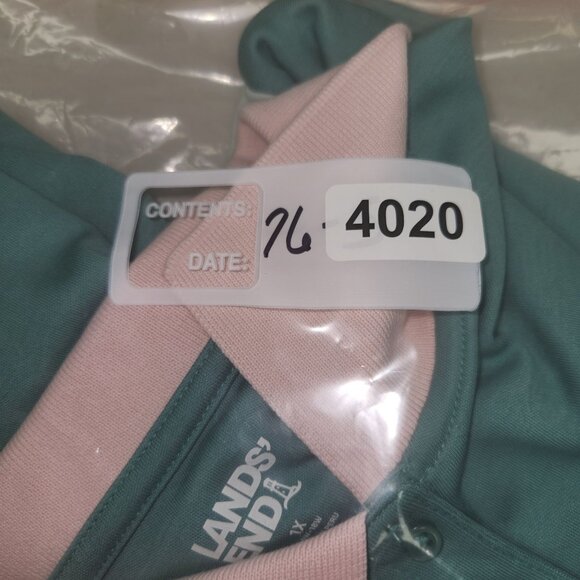 CONTENTS:
DATE:
76-4020
LANDS'
END
1X